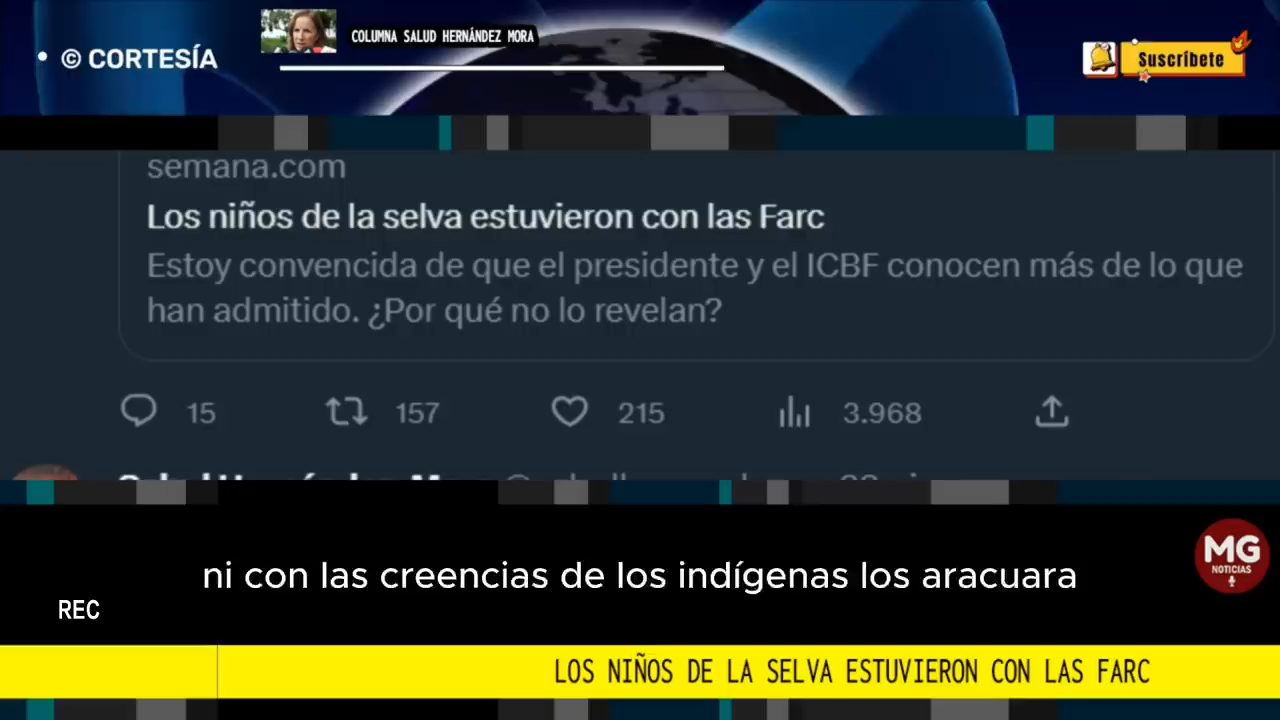 • © CORTESÍA
COLUMNA SALUD HERNÁNDEZ MORA
Suscríbete
semana.com
Los niños de la selva estuvieron con las Farc
Estoy convencida de que el presidente y el ICBF conocen más de lo que
han admitido. ¿Por qué no lo revelan?
15 157 215 3.968
ni con las creencias de los indígenas los aracuara
MG
NOTICIAS
REC
LOS NIÑOS DE LA SELVA ESTUVIERON CON LAS FARC